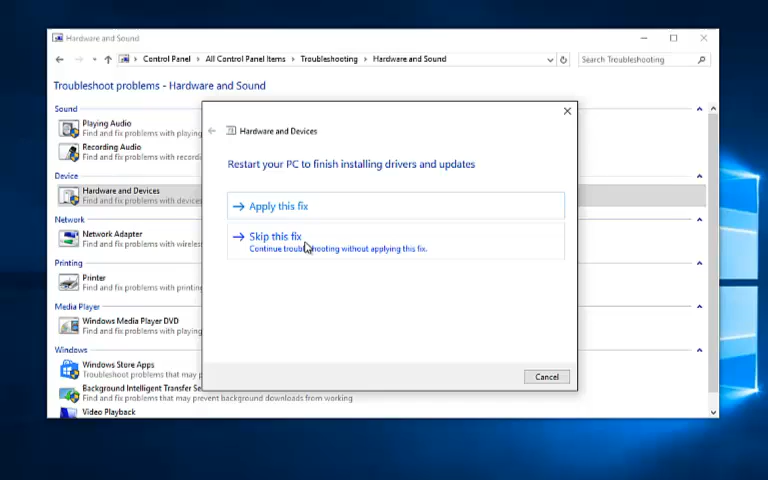 Hardware and Sound
Control Panel > All Control Panel Items > Troubleshooting > Hardware and Sound
Search Troubleshooting
Troubleshoot problems - Hardware and Sound
Sound
Playing Audio
Find and fix problems with playing
Recording Audio
Find and fix problems with recordi
Device
Hardware and Devices
Find and fix problems with devices
Network
Network Adapter
Find and fix problems with wireles
Printing
Printer
Find and fix problems with printing
Media Player
Windows Media Player DVD
Find and fix problems with playing
Windows
Windows Store Apps
Troubleshoot problems that may p
Background Intelligent Transfer Se
Find and fix problems that may prevent background downloads from working
Video Playback
Hardware and Devices
Restart your PC to finish installing drivers and updates
Apply this fix
Skip this fix
Continue troubleshooting without applying this fix.
Cancel